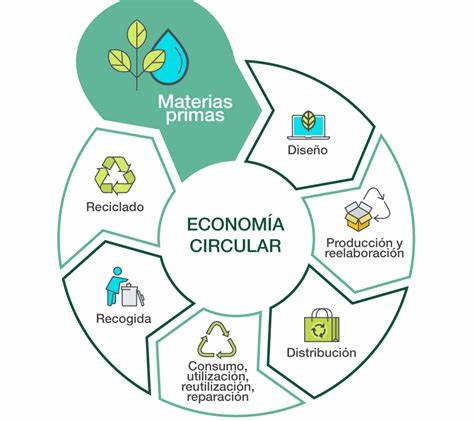 Materias
primas
Diseño
Producción y
reelaboración
Distribución
Consumo,
utilización,
reutilización,
reparación
Recogida
Reciclado
ECONOMÍA
CIRCULAR